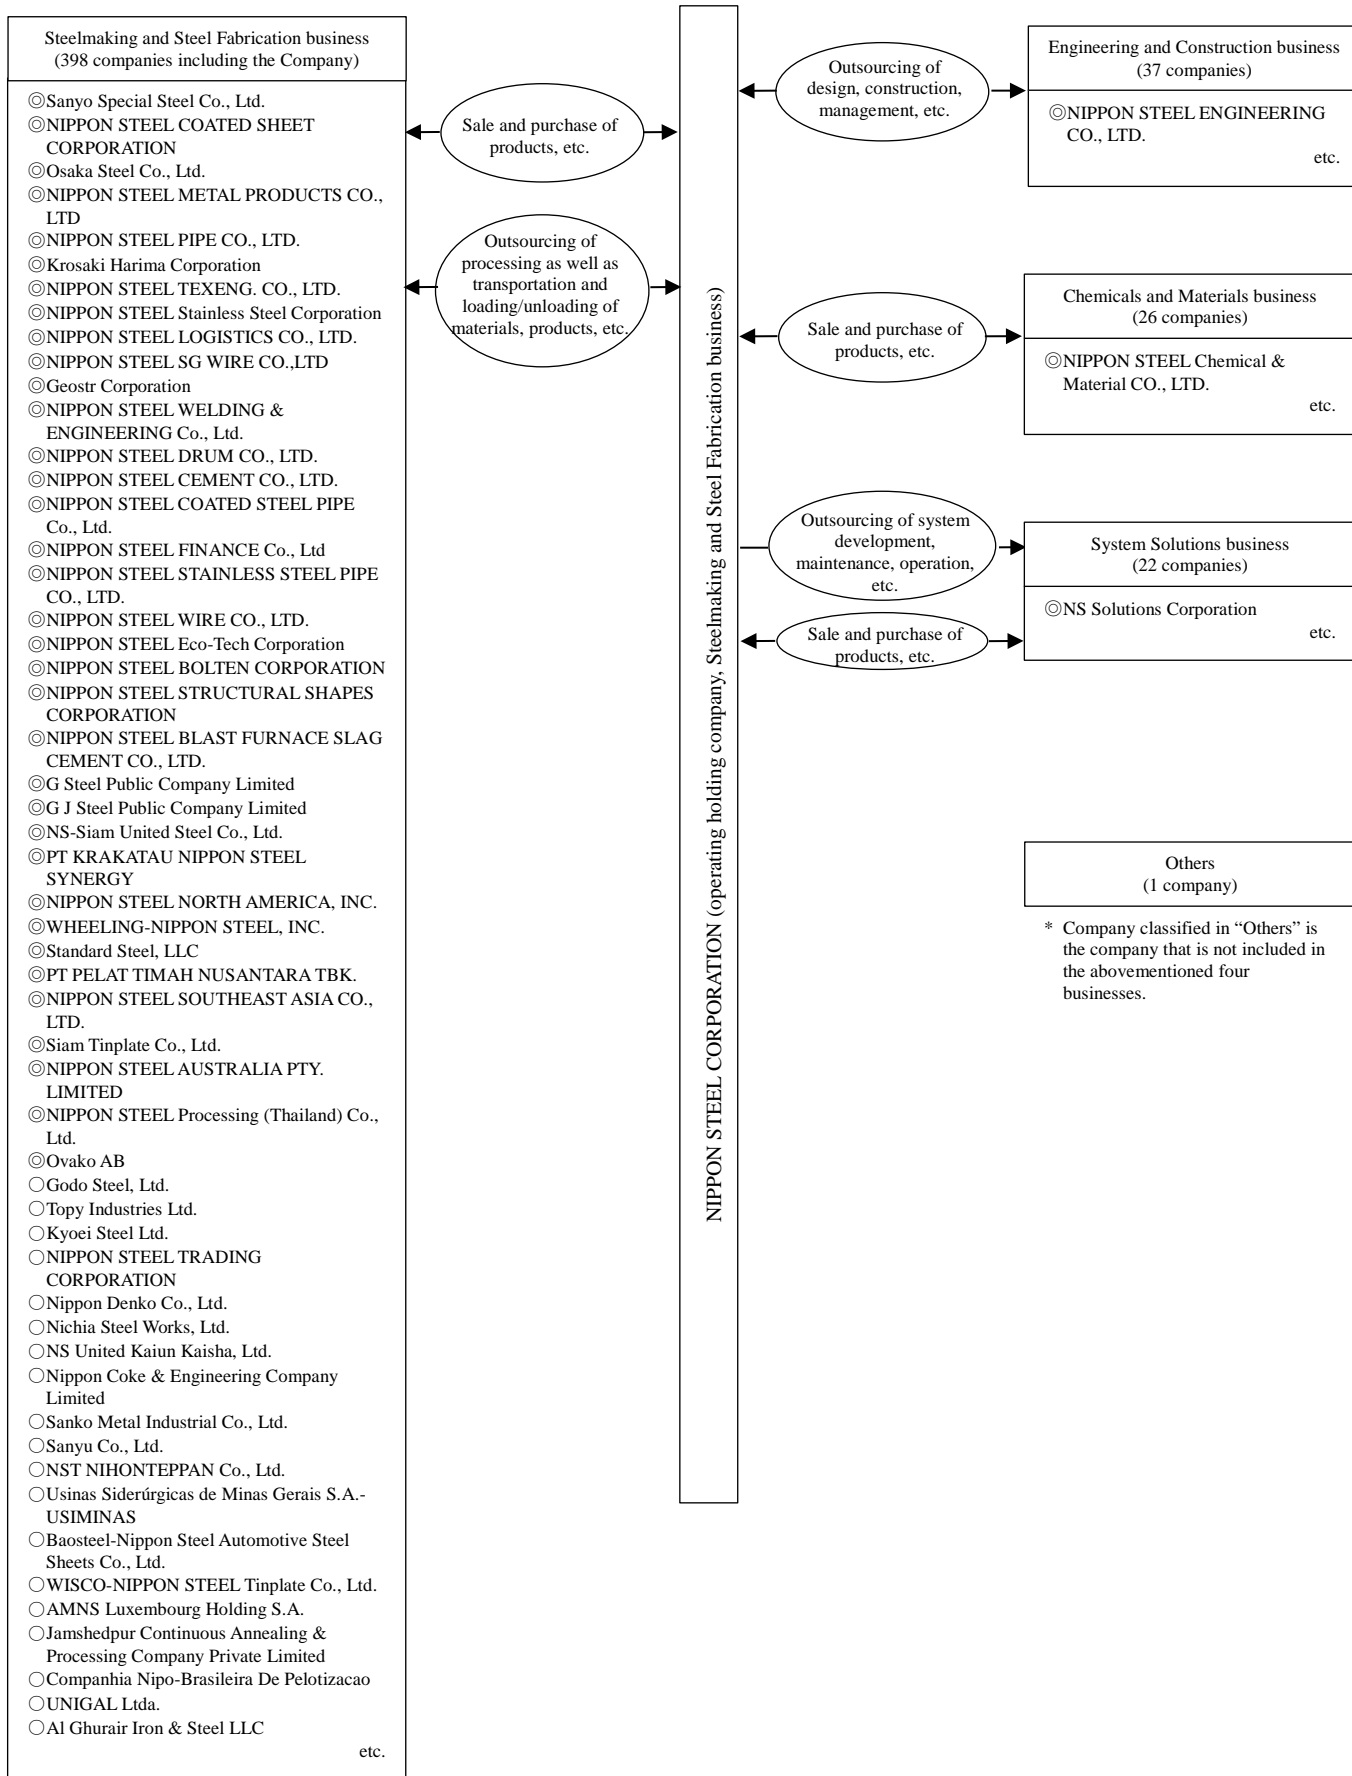 Steelmaking and Steel Fabrication business
(398 companies including the Company)
◎Sanyo Special Steel Co., Ltd.
◎NIPPON STEEL COATED SHEET
CORPORATION
◎Osaka Steel Co., Ltd.
◎NIPPON STEEL METAL PRODUCTS CO.,
LTD
◎NIPPON STEEL PIPE CO., LTD.
◎Krosaki Harima Corporation
◎NIPPON STEEL TEXENG. CO., LTD.
◎NIPPON STEEL Stainless Steel Corporation
◎NIPPON STEEL LOGISTICS CO., LTD.
◎NIPPON STEEL SG WIRE CO.,LTD
◎Geostr Corporation
◎NIPPON STEEL WELDING &
ENGINEERING Co., Ltd.
◎NIPPON STEEL DRUM CO., LTD.
◎NIPPON STEEL CEMENT CO., LTD.
◎NIPPON STEEL COATED STEEL PIPE
Co., Ltd.
◎NIPPON STEEL FINANCE Co., Ltd
◎NIPPON STEEL STAINLESS STEEL PIPE
CO., LTD.
◎NIPPON STEEL WIRE CO., LTD.
◎NIPPON STEEL Eco-Tech Corporation
◎NIPPON STEEL BOLTEN CORPORATION
◎NIPPON STEEL STRUCTURAL SHAPES
CORPORATION
◎NIPPON STEEL BLAST FURNACE SLAG
CEMENT CO., LTD.
◎G Steel Public Company Limited
◎G J Steel Public Company Limited
◎NS-Siam United Steel Co., Ltd.
◎PT KRAKATAU NIPPON STEEL
SYNERGY
◎NIPPON STEEL NORTH AMERICA, INC.
◎WHEELING-NIPPON STEEL, INC.
◎Standard Steel, LLC
◎PT PELAT TIMAH NUSANTARA TBK.
◎NIPPON STEEL SOUTHEAST ASIA CO.,
LTD.
◎Siam Tinplate Co., Ltd.
◎NIPPON STEEL AUSTRALIA PTY.
LIMITED
◎NIPPON STEEL Processing (Thailand) Co.,
Ltd.
◎Ovako AB
○Godo Steel, Ltd.
○Topy Industries Ltd.
○Kyoei Steel Ltd.
○NIPPON STEEL TRADING
CORPORATION
○Nippon Denko Co., Ltd.
○Nichia Steel Works, Ltd.
○NS United Kaiun Kaisha, Ltd.
○Nippon Coke & Engineering Company
Limited
○Sanko Metal Industrial Co., Ltd.
○Sanyu Co., Ltd.
○NST NIHONTEPPAN Co., Ltd.
○Usinas Siderúrgicas de Minas Gerais S.A.-
USIMINAS
○Baosteel-Nippon Steel Automotive Steel
Sheets Co., Ltd.
○WISCO-NIPPON STEEL Tinplate Co., Ltd.
○AMNS Luxembourg Holding S.A.
○Jamshedpur Continuous Annealing &
Processing Company Private Limited
○Companhia Nipo-Brasileira De Pelotizacao
○UNIGAL Ltda.
○Al Ghurair Iron & Steel LLC
etc.
Sale and purchase of
products, etc.
Outsourcing of
processing as well as
transportation and
loading/unloading of
materials, products, etc.
NIPPON STEEL CORPORATION (operating holding company, Steelmaking and Steel Fabrication business)
Outsourcing of
design, construction,
management, etc.
Engineering and Construction business
(37 companies)
◎NIPPON STEEL ENGINEERING
CO., LTD.
etc.
Sale and purchase of
products, etc.
Chemicals and Materials business
(26 companies)
◎NIPPON STEEL Chemical &
Material CO., LTD.
etc.
Outsourcing of system
development,
maintenance, operation,
etc.
Sale and purchase of
products, etc.
System Solutions business
(22 companies)
◎NS Solutions Corporation
etc.
Others
(1 company)
* Company classified in “Others” is
the company that is not included in
the abovementioned four
businesses.